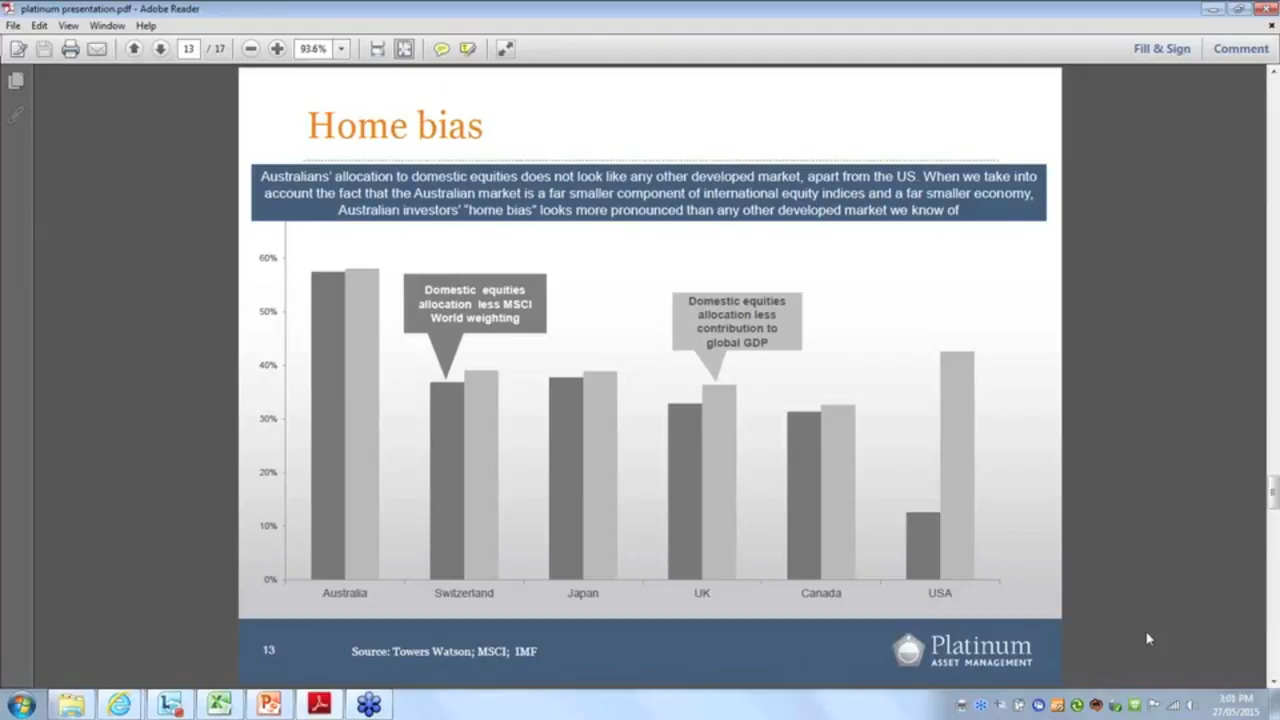 platinum presentation.pdf - Adobe Reader
File Edit View Window Help
13 / 17 93.6% Fill & Sign Comment
Home bias
Australians' allocation to domestic equities does not look like any other developed market, apart from the US. When we take into
account the fact that the Australian market is a far smaller component of international equity indices and a far smaller economy,
Australian investors' "home bias" looks more pronounced than any other developed market we know of
60%
50%
40%
30%
20%
10%
0%
Domestic equities
allocation less MSCI
World weighting
Domestic equities
allocation less
contribution to
global GDP
Australia Switzerland Japan UK Canada USA
13 Source: Towers Watson; MSCI; IMF
Platinum
ASSET MANAGEMENT
3:01 PM
27/05/2015